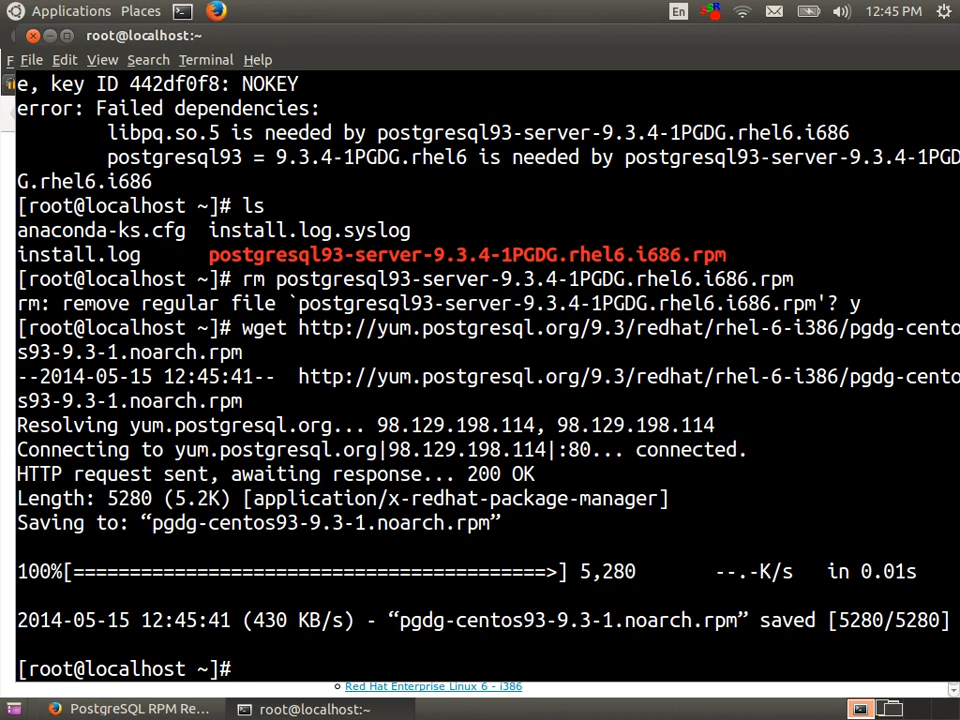 Applications Places En 12:45 PM
root@localhost:~
F File Edit View Search Terminal Help
e, key ID 442df0f8: NOKEY
error: Failed dependencies:
libpq.so.5 is needed by postgresql93-server-9.3.4-1PGDG.rhel6.i686
postgresql93 = 9.3.4-1PGDG.rhel6 is needed by postgresql93-server-9.3.4-1PGD
G.rhel6.i686
[root@localhost ~]# ls
anaconda-ks.cfg install.log.syslog
install.log postgresql93-server-9.3.4-1PGDG.rhel6.i686.rpm
[root@localhost ~]# rm postgresql93-server-9.3.4-1PGDG.rhel6.i686.rpm
rm: remove regular file `postgresql93-server-9.3.4-1PGDG.rhel6.i686.rpm'? y
[root@localhost ~]# wget http://yum.postgresql.org/9.3/redhat/rhel-6-i386/pgdg-cento
s93-9.3-1.noarch.rpm
--2014-05-15 12:45:41-- http://yum.postgresql.org/9.3/redhat/rhel-6-i386/pgdg-cento
s93-9.3-1.noarch.rpm
Resolving yum.postgresql.org... 98.129.198.114, 98.129.198.114
Connecting to yum.postgresql.org|98.129.198.114|:80... connected.
HTTP request sent, awaiting response... 200 OK
Length: 5280 (5.2K) [application/x-redhat-package-manager]
Saving to: “pgdg-centos93-9.3-1.noarch.rpm”
100%[==========================================>] 5,280 --.-K/s in 0.01s
2014-05-15 12:45:41 (430 KB/s) - “pgdg-centos93-9.3-1.noarch.rpm” saved [5280/5280]
[root@localhost ~]#
Red Hat Enterprise Linux 6 - i386
PostgreSQL RPM Re... root@localhost:~